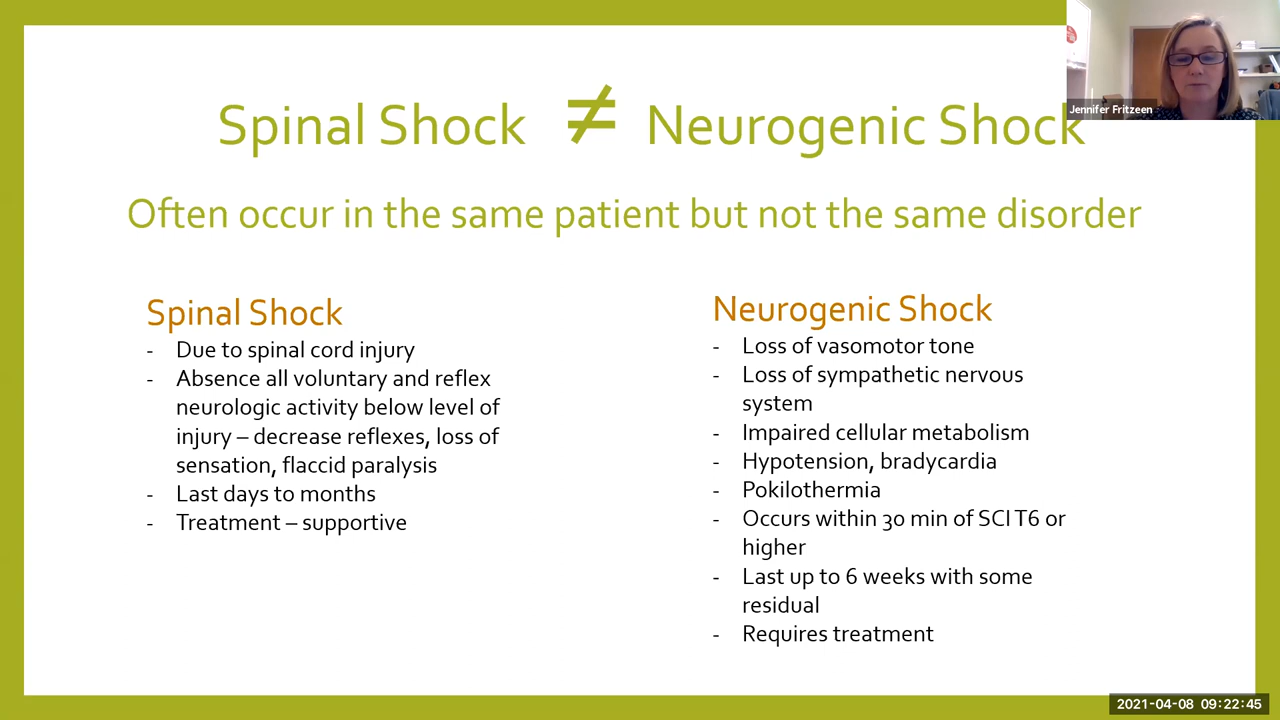 Spinal Shock ≠ Neurogenic Shock
Jennifer Fritzeen
Often occur in the same patient but not the same disorder
Spinal Shock
- Due to spinal cord injury
- Absence all voluntary and reflex
neurologic activity below level of
injury – decrease reflexes, loss of
sensation, flaccid paralysis
- Last days to months
- Treatment – supportive
Neurogenic Shock
- Loss of vasomotor tone
- Loss of sympathetic nervous
system
- Impaired cellular metabolism
- Hypotension, bradycardia
- Pokilothermia
- Occurs within 30 min of SCI T6 or
higher
- Last up to 6 weeks with some
residual
- Requires treatment
2021-04-08 09:22:45